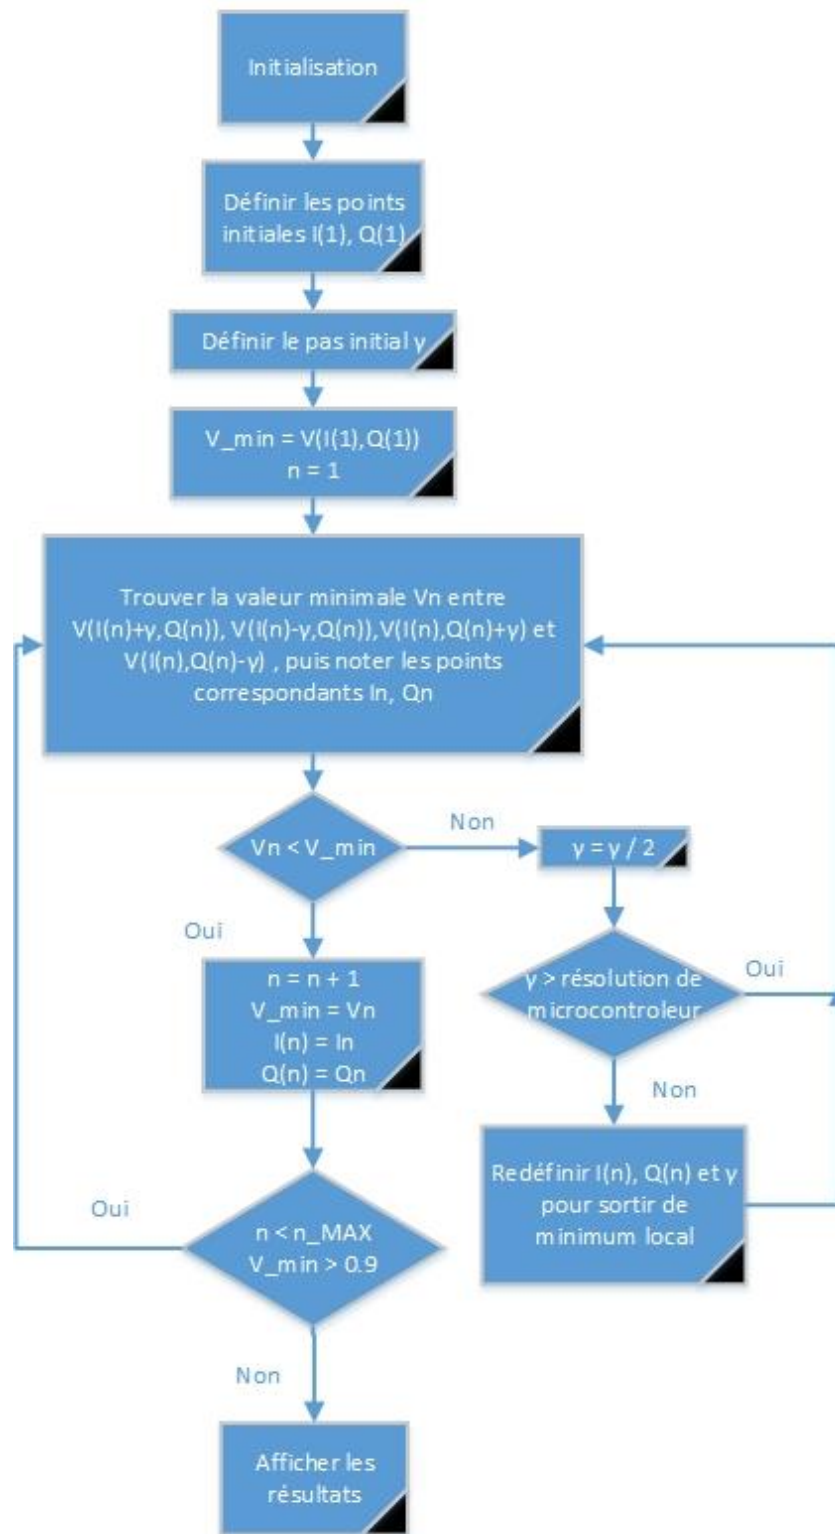 Initialisation
Définir les points
initiales I(1), Q(1)
Définir le pas initial γ
V_min = V(I(1),Q(1))
n = 1
Trouver la valeur minimale Vn entre
V(I(n)+γ,Q(n)), V(I(n)-γ,Q(n)),V(I(n),Q(n)+γ) et
V(I(n),Q(n)-γ) , puis noter les points
correspondants In, Qn
Vn < V_min
Non
γ = γ / 2
Oui
n = n + 1
V_min = Vn
I(n) = In
Q(n) = Qn
γ > résolution de
microcontroleur
Oui
Non
Redéfinir I(n), Q(n) et γ
pour sortir de
minimum local
Oui
n < n_MAX
V_min > 0.9
Non
Afficher les
résultats